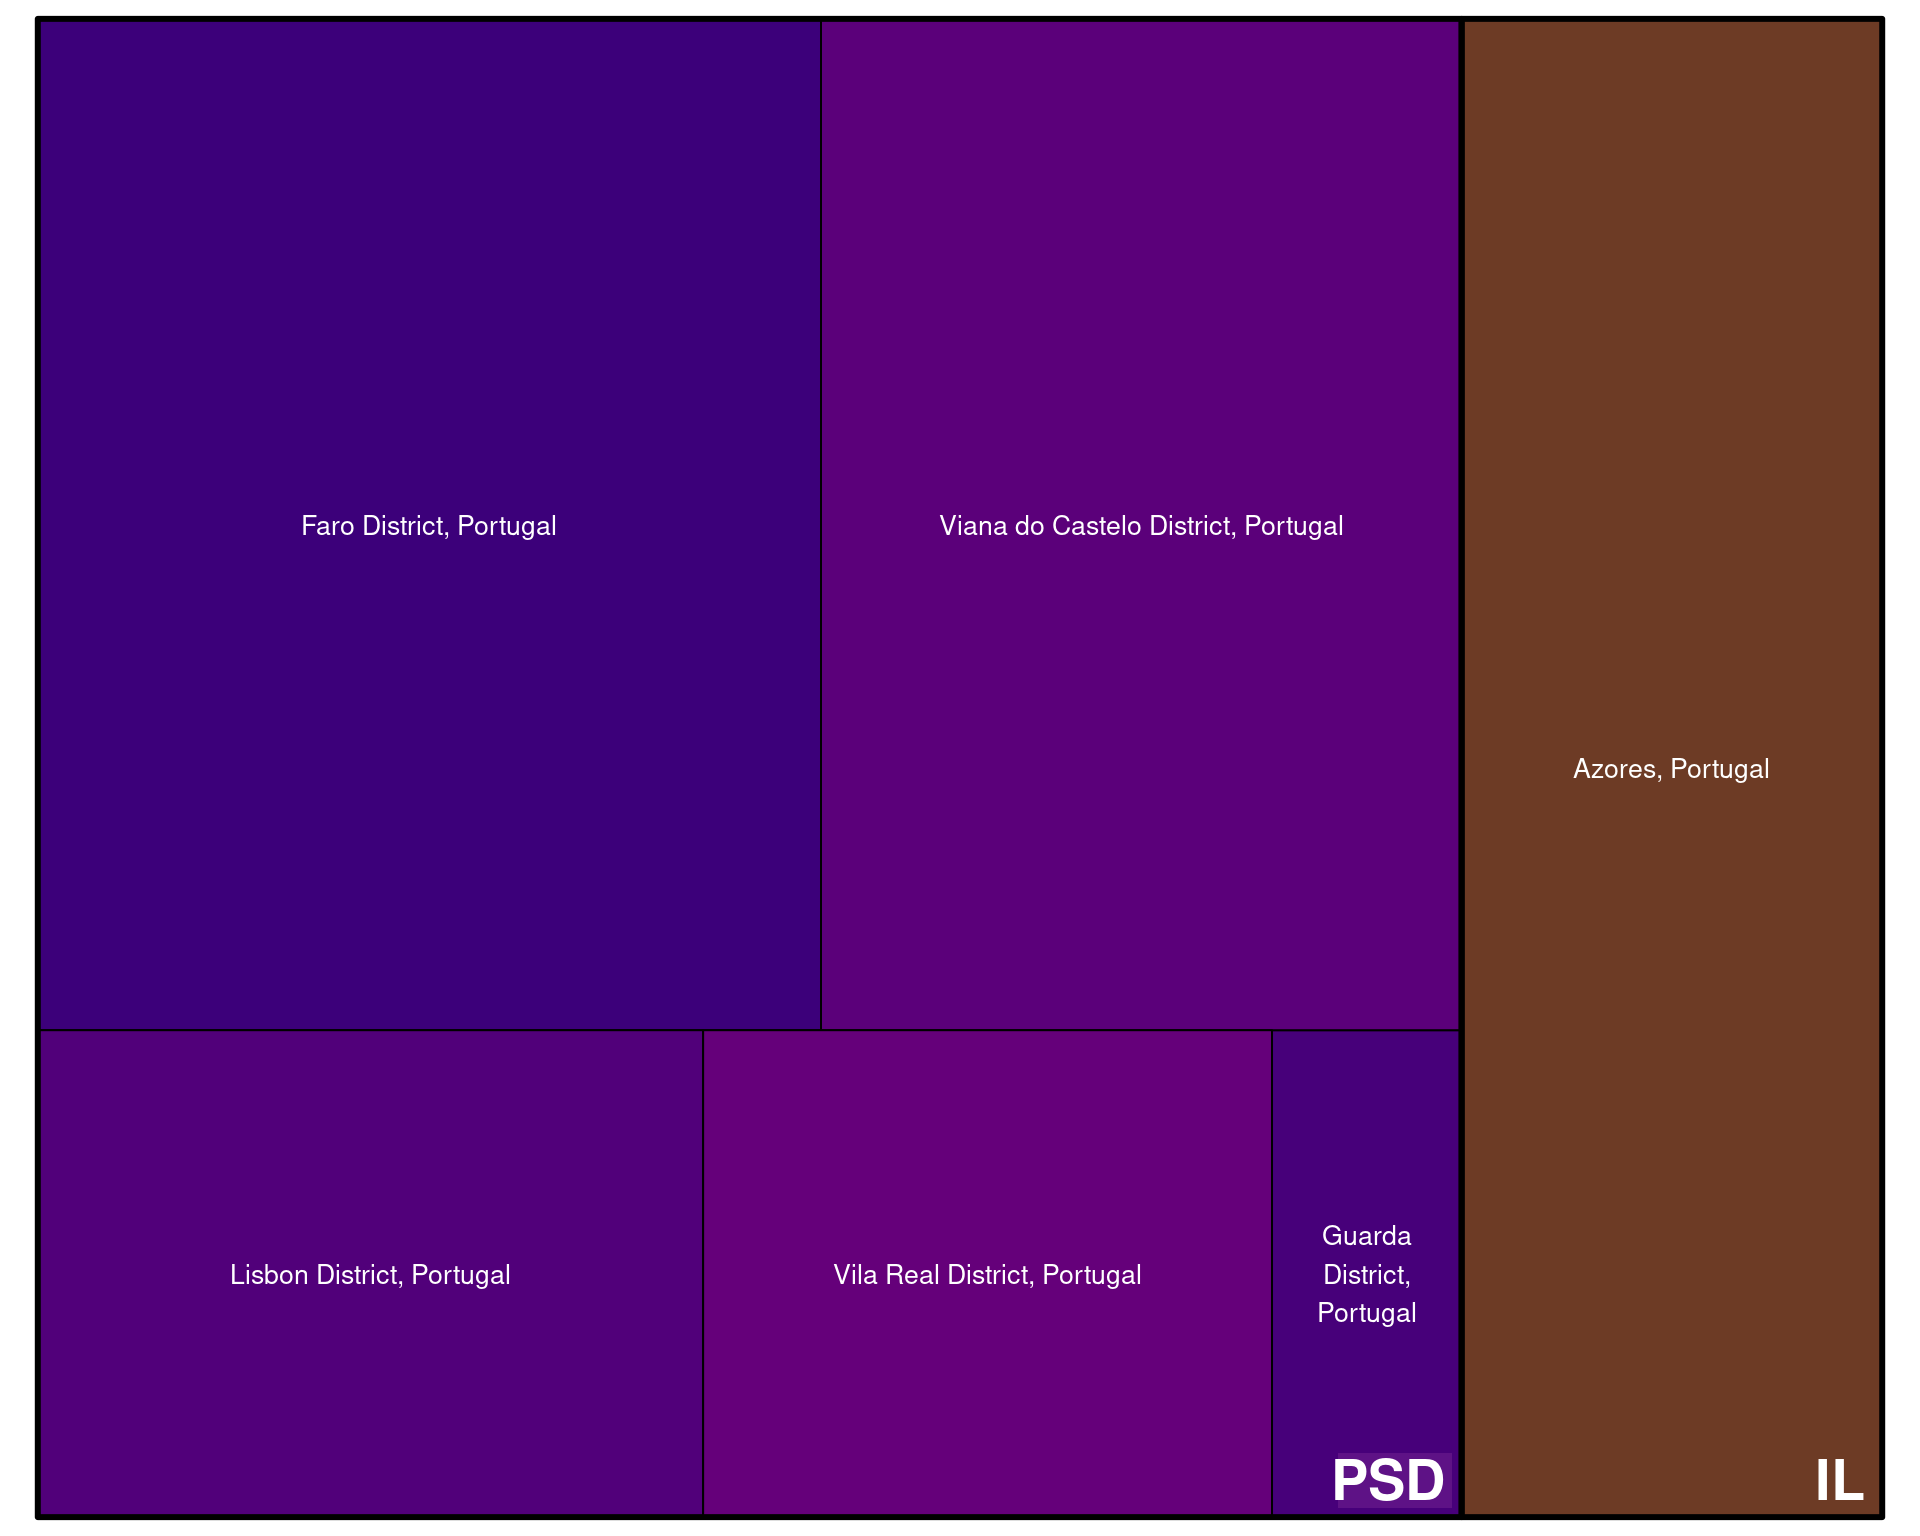 Faro District, Portugal
Viana do Castelo District, Portugal
Azores, Portugal
Lisbon District, Portugal
Vila Real District, Portugal
Guarda
District,
Portugal
PSD
IL